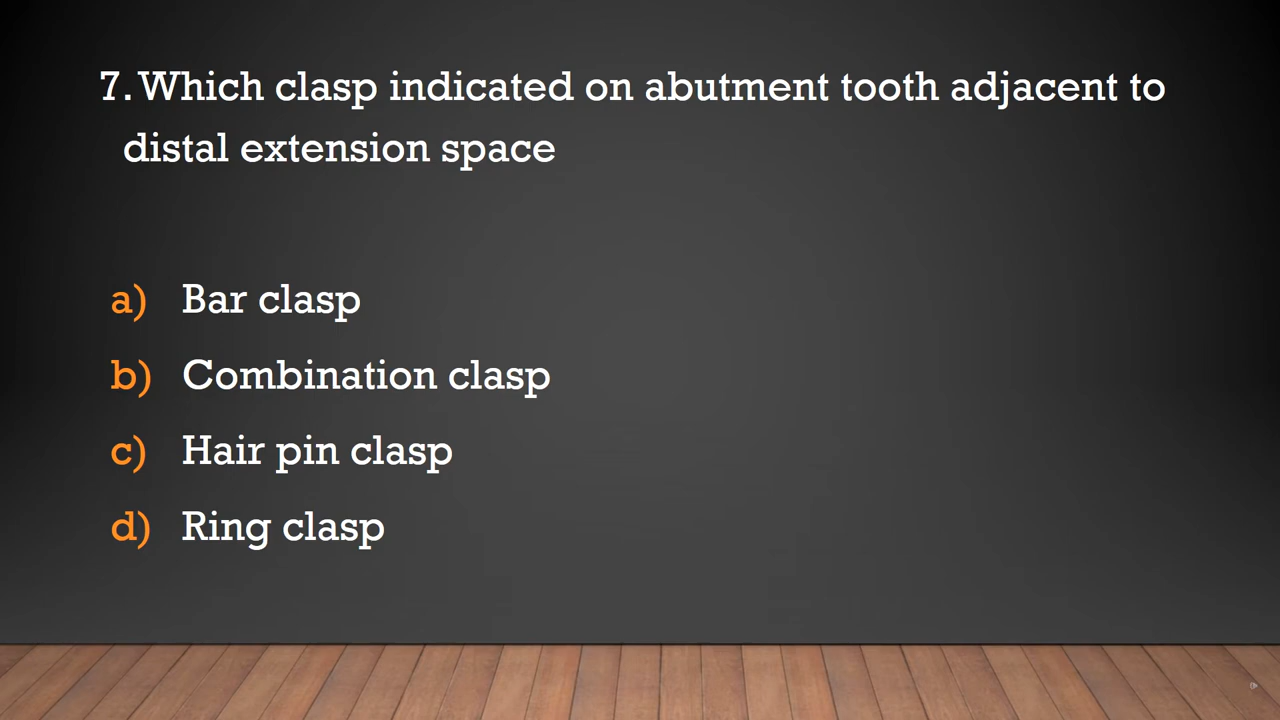 7. Which clasp indicated on abutment tooth adjacent to
distal extension space
a) Bar clasp
b) Combination clasp
c) Hair pin clasp
d) Ring clasp